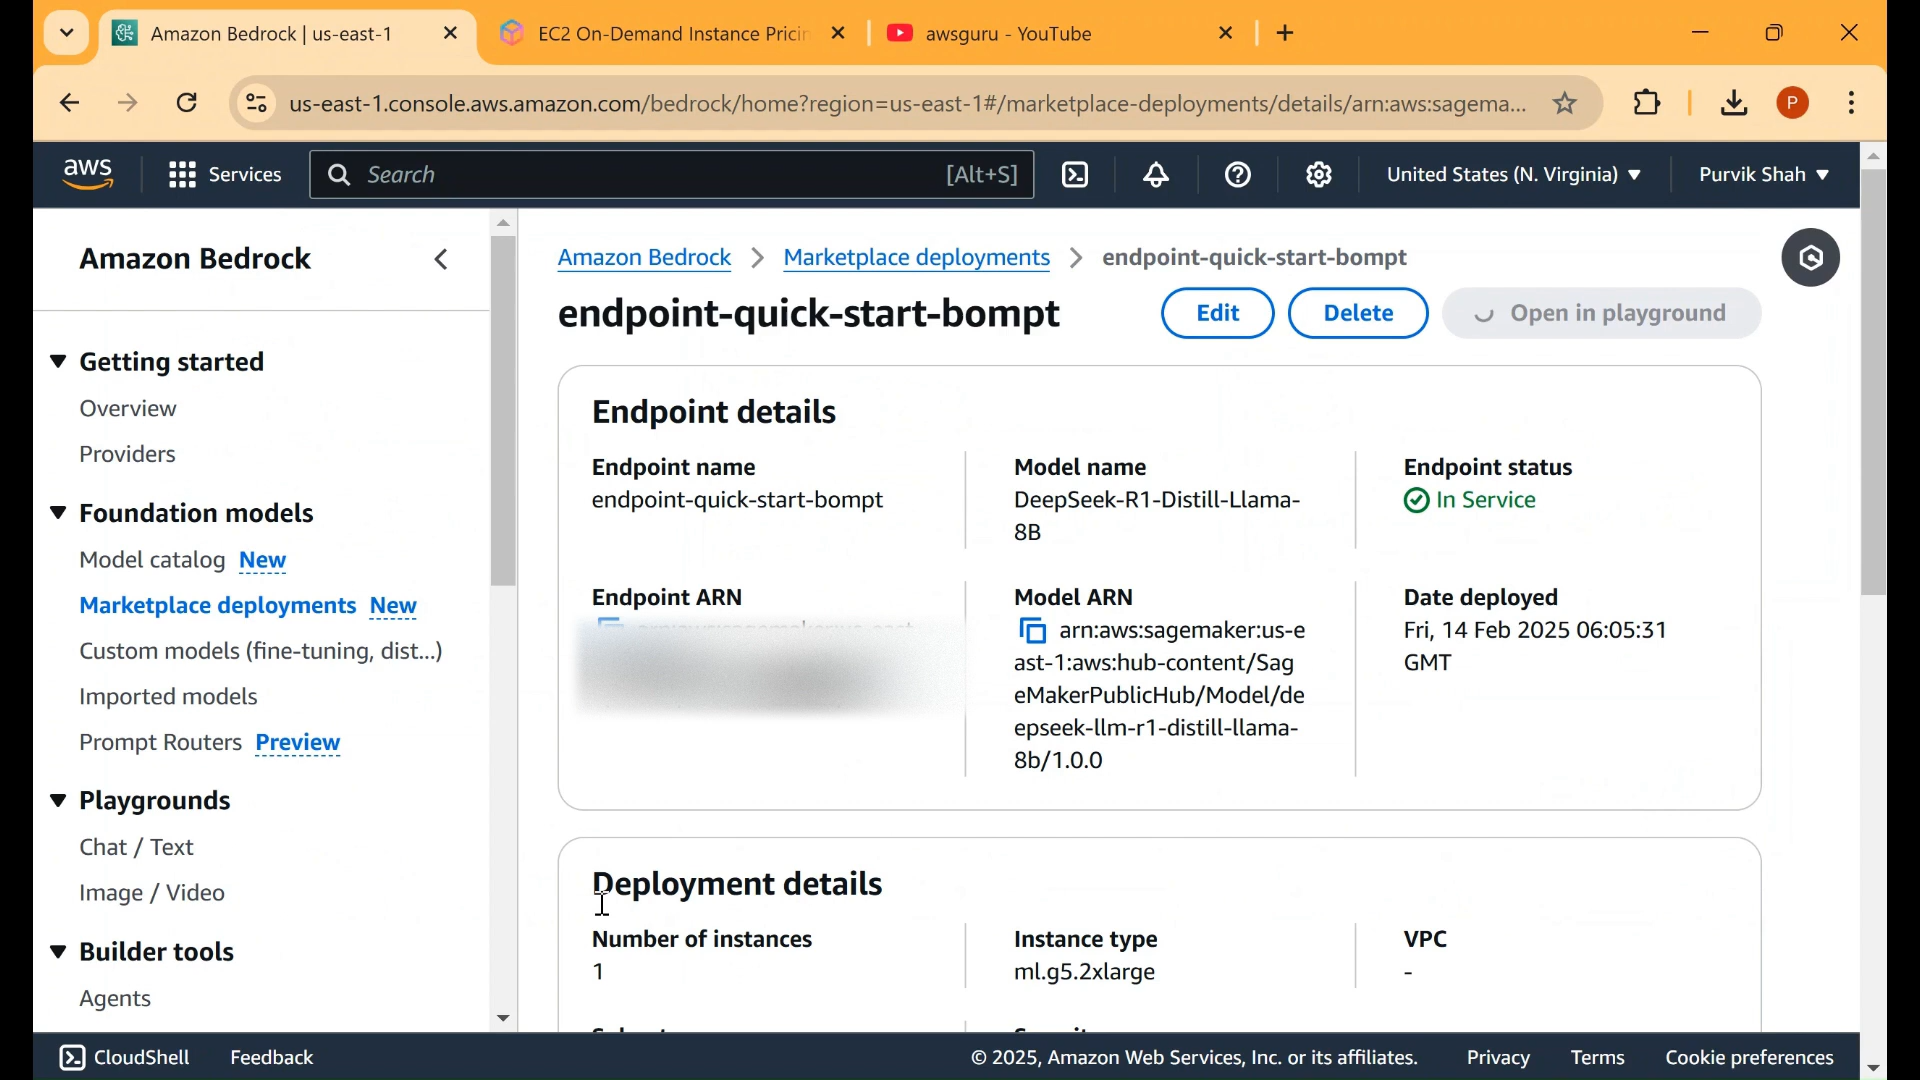 Amazon Bedrock | us-east-1
EC2 On-Demand Instance Pricin
awsguru - YouTube
us-east-1.console.aws.amazon.com/bedrock/home?region=us-east-1#/marketplace-deployments/details/arn:aws:sagema...
P
aws
Services
Search
[Alt+S]
United States (N. Virginia)
Purvik Shah
Amazon Bedrock
Getting started
Overview
Providers
Foundation models
Model catalog New
Marketplace deployments New
Custom models (fine-tuning, dist...)
Imported models
Prompt Routers Preview
Playgrounds
Chat / Text
Image / Video
Builder tools
Agents
Amazon Bedrock > Marketplace deployments > endpoint-quick-start-bompt
endpoint-quick-start-bompt
Edit
Delete
Open in playground
Endpoint details
Endpoint name
endpoint-quick-start-bompt
Model name
DeepSeek-R1-Distill-Llama-
8B
Endpoint status
In Service
Endpoint ARN
Model ARN
arn:aws:sagemaker:us-e
ast-1:aws:hub-content/Sag
eMakerPublicHub/Model/de
epseek-llm-r1-distill-llama-
8b/1.0.0
Date deployed
Fri, 14 Feb 2025 06:05:31
GMT
Deployment details
Number of instances
1
Instance type
ml.g5.2xlarge
VPC
-
CloudShell
Feedback
© 2025, Amazon Web Services, Inc. or its affiliates.
Privacy
Terms
Cookie preferences